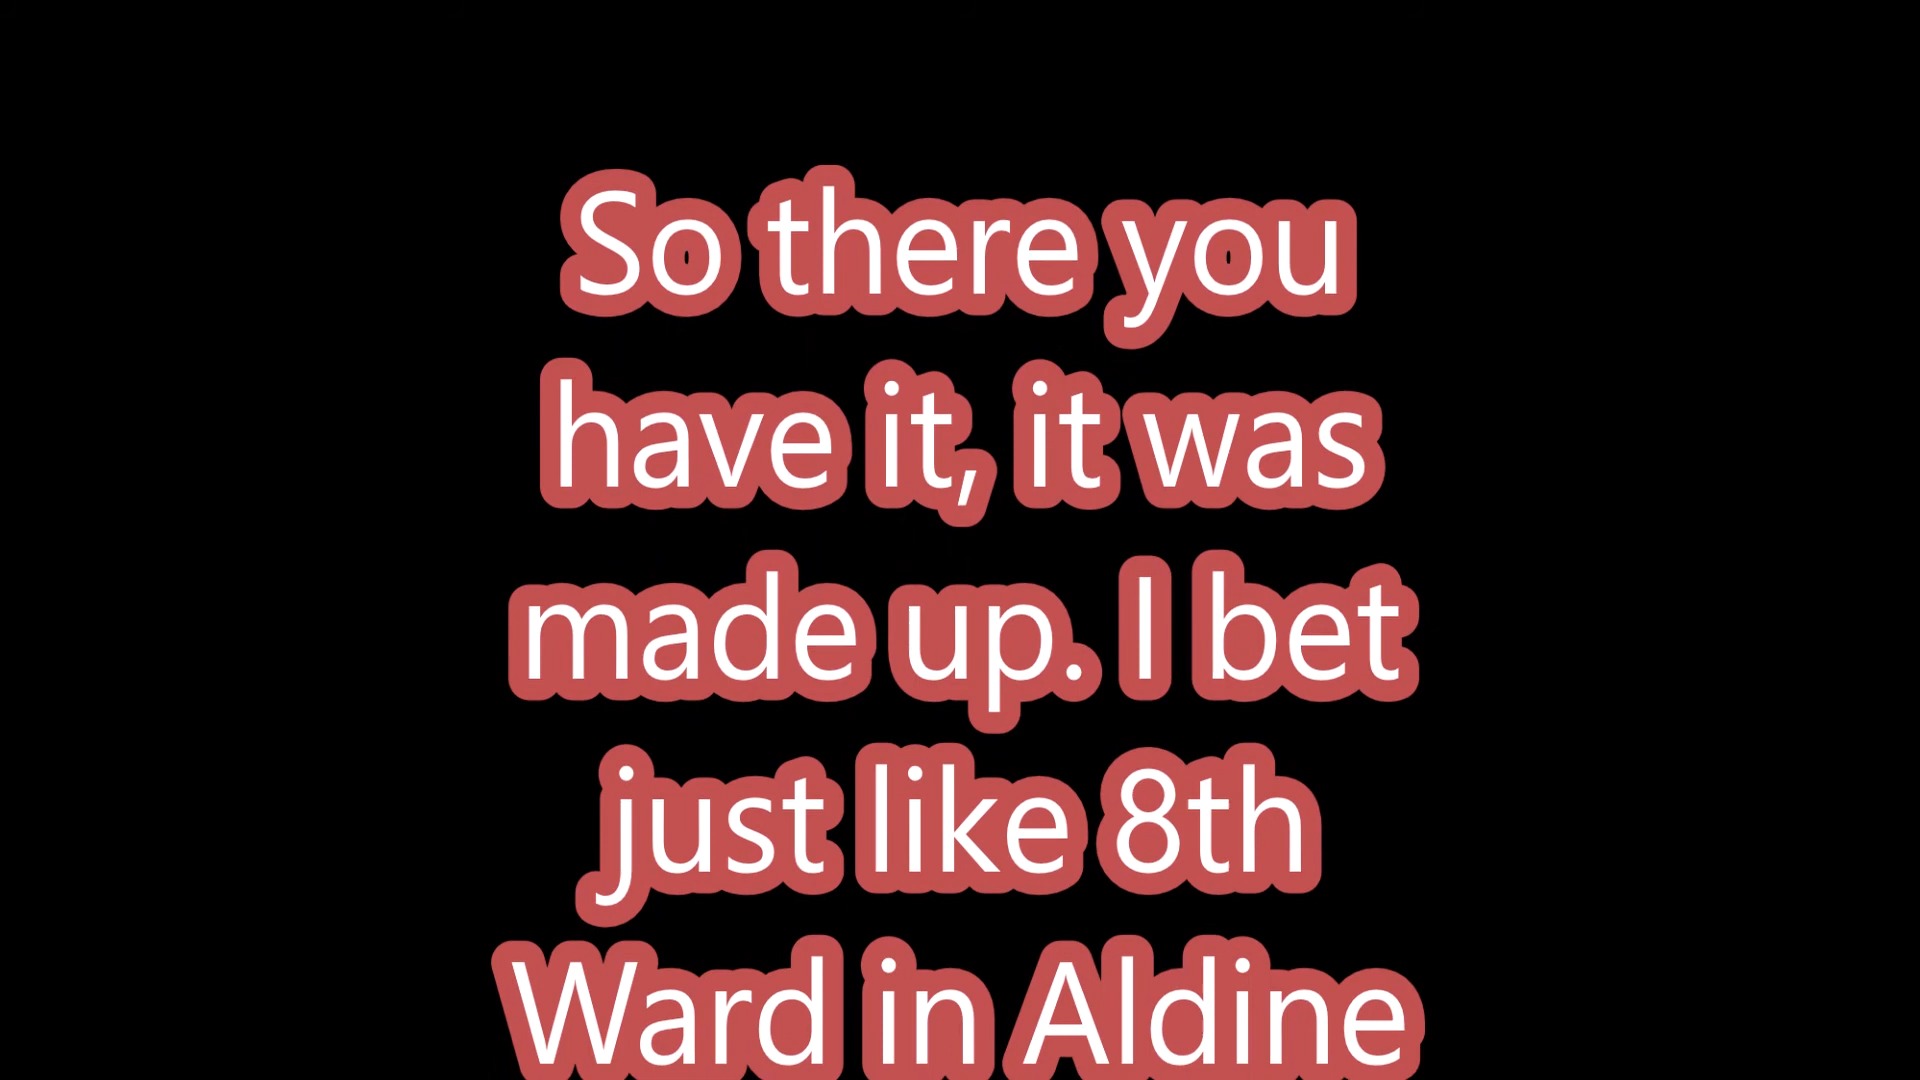 So there you
have it, it was
made up. I bet
just like 8th
Ward in Aldine